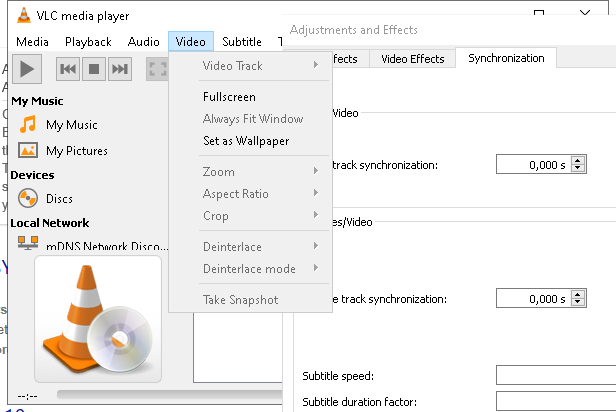 VLC media player
Adjustments and Effects
Media Playback Audio Video Subtitle T
Effects Video Effects Synchronization
Video Track
Fullscreen
Always Fit Window
Set as Wallpaper
Zoom
Aspect Ratio
Crop
Deinterlace
Deinterlace mode
Take Snapshot
My Music
My Music
My Pictures
Devices
Discs
Local Network
mDNS Network Disco...
--:--
/Video
track synchronization: 0,000 s
es/Video
e track synchronization: 0,000 s
Subtitle speed:
Subtitle duration factor: